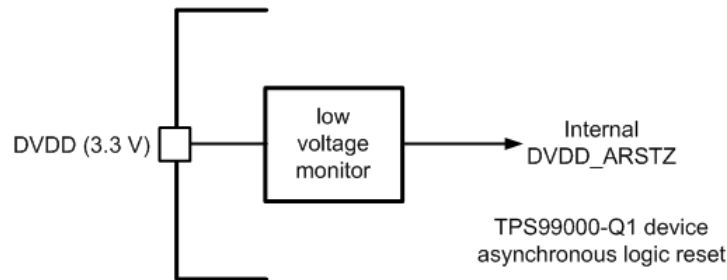 DVDD (3.3 V)
low
voltage
monitor
Internal
DVDD_ARSTZ
TPS99000-Q1 device
asynchronous logic reset